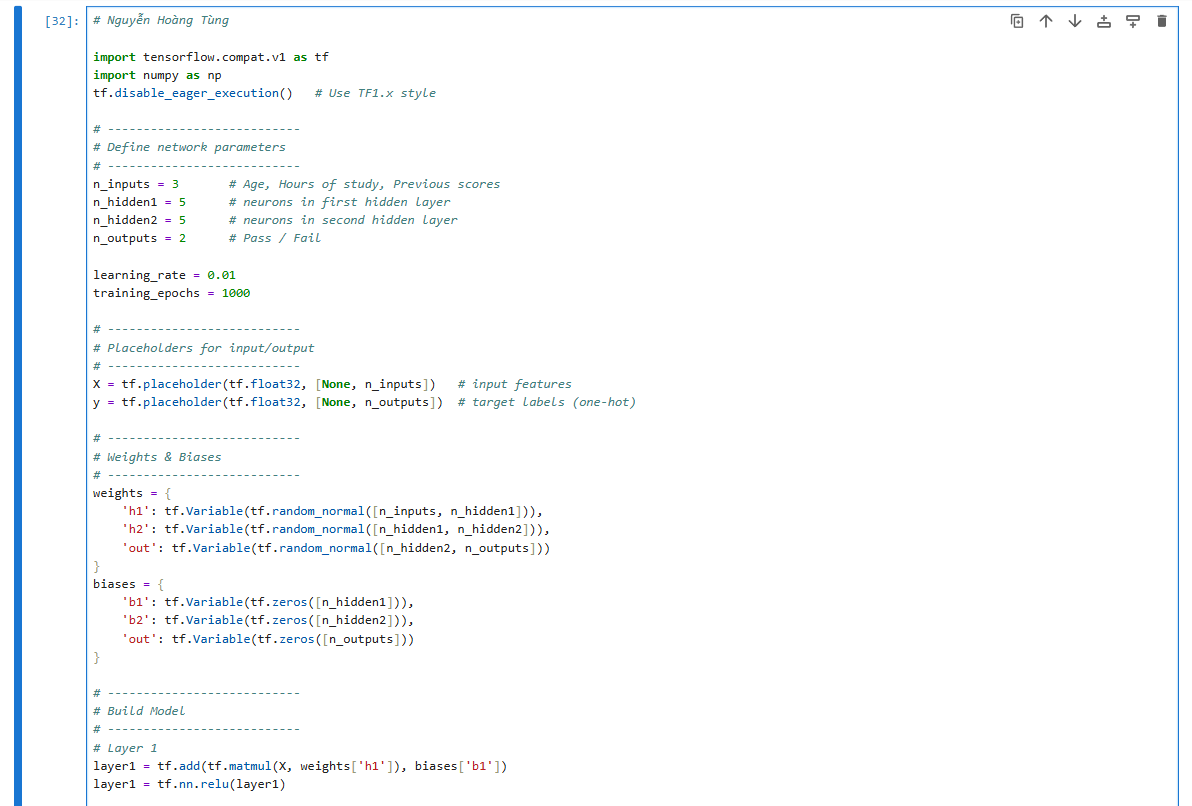 [32]: # Nguyễn Hoàng Tùng
import tensorflow.compat.v1 as tf
import numpy as np
tf.disable_eager_execution()   # Use TF1.x style
# ---------------------------
# Define network parameters
# ---------------------------
n_inputs = 3       # Age, Hours of study, Previous scores
n_hidden1 = 5      # neurons in first hidden layer
n_hidden2 = 5      # neurons in second hidden layer
n_outputs = 2      # Pass / Fail
learning_rate = 0.01
training_epochs = 1000
# ---------------------------
# Placeholders for input/output
# ---------------------------
X = tf.placeholder(tf.float32, [None, n_inputs])   # input features
y = tf.placeholder(tf.float32, [None, n_outputs])  # target labels (one-hot)
# ---------------------------
# Weights & Biases
# ---------------------------
weights = {
    'h1': tf.Variable(tf.random_normal([n_inputs, n_hidden1])),
    'h2': tf.Variable(tf.random_normal([n_hidden1, n_hidden2])),
    'out': tf.Variable(tf.random_normal([n_hidden2, n_outputs]))
}
biases = {
    'b1': tf.Variable(tf.zeros([n_hidden1])),
    'b2': tf.Variable(tf.zeros([n_hidden2])),
    'out': tf.Variable(tf.zeros([n_outputs]))
}
# ---------------------------
# Build Model
# ---------------------------
# Layer 1
layer1 = tf.add(tf.matmul(X, weights['h1']), biases['b1'])
layer1 = tf.nn.relu(layer1)